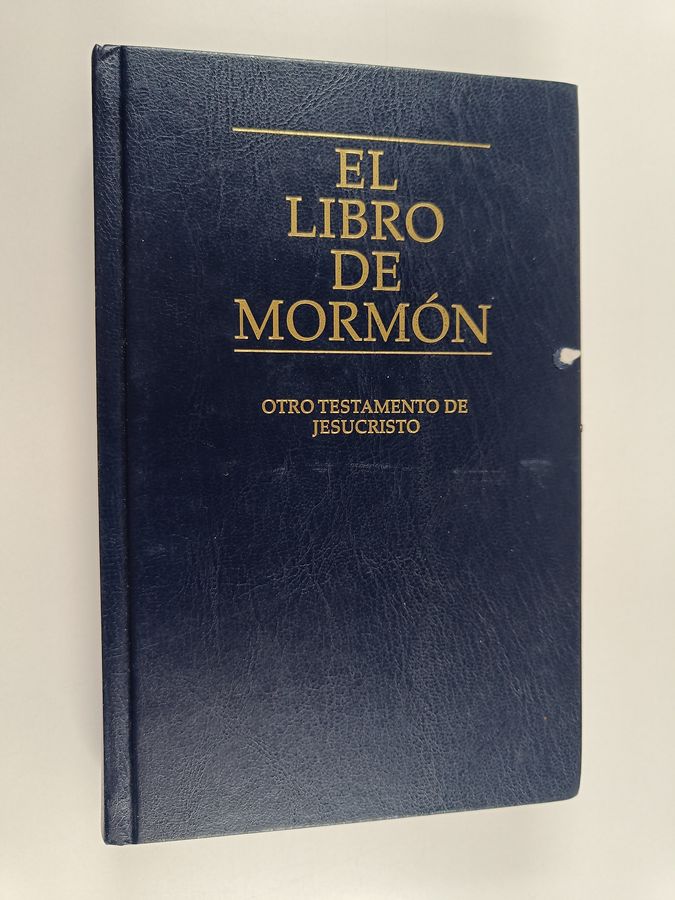 EL
LIBRO
DE
MORMÓN
OTRO TESTAMENTO DE
JESUCRISTO